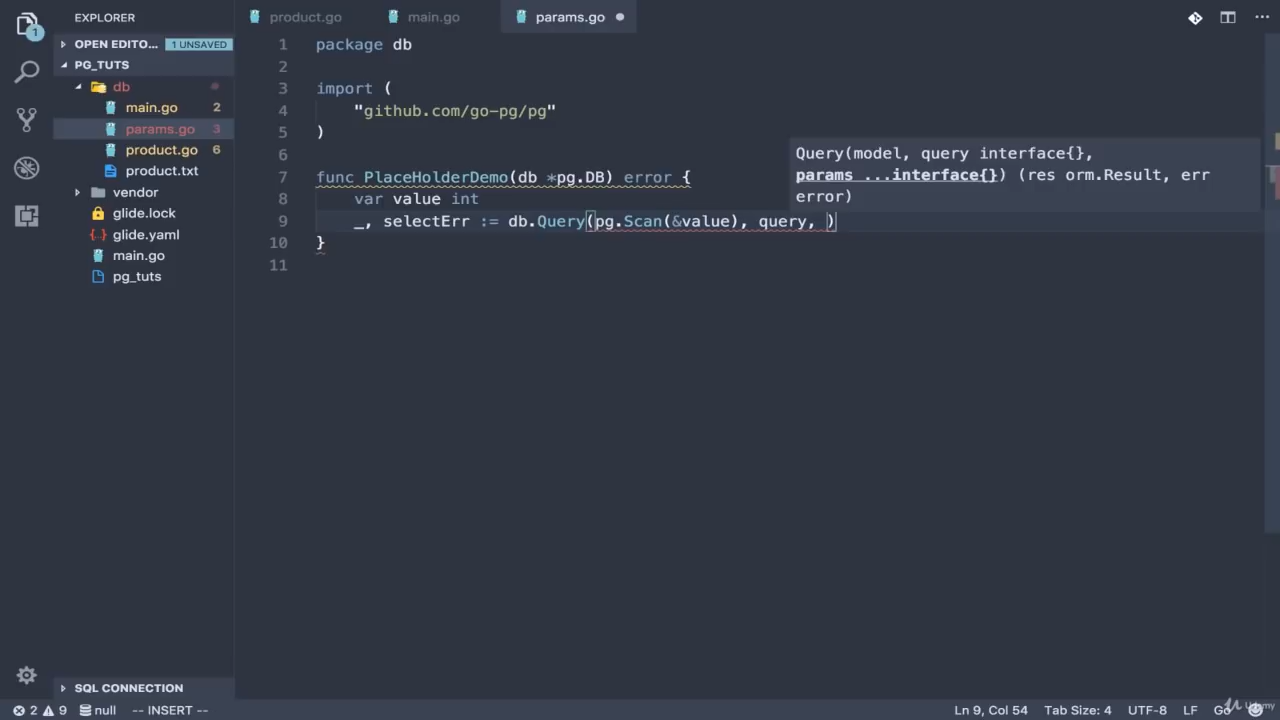 EXPLORER
product.go
main.go
params.go
OPEN EDITO...
1 UNSAVED
PG_TUTS
db
main.go 2
params.go 3
product.go 6
product.txt
vendor
glide.lock
glide.yaml
main.go
pg_tuts
1
1 package db
2
3 import (
4 "github.com/go-pg/pg"
5 )
6
7 func PlaceHolderDemo(db *pg.DB) error {
8 var value int
9 _, selectErr := db.Query(pg.Scan(&value), query, )
10 }
11
Query(model, query interface{},
params ...interface{}) (res orm.Result, err
error)
SQL CONNECTION
2 9 null -- INSERT --
Ln 9, Col 54 Tab Size: 4 UTF-8 LF Go
Udemy